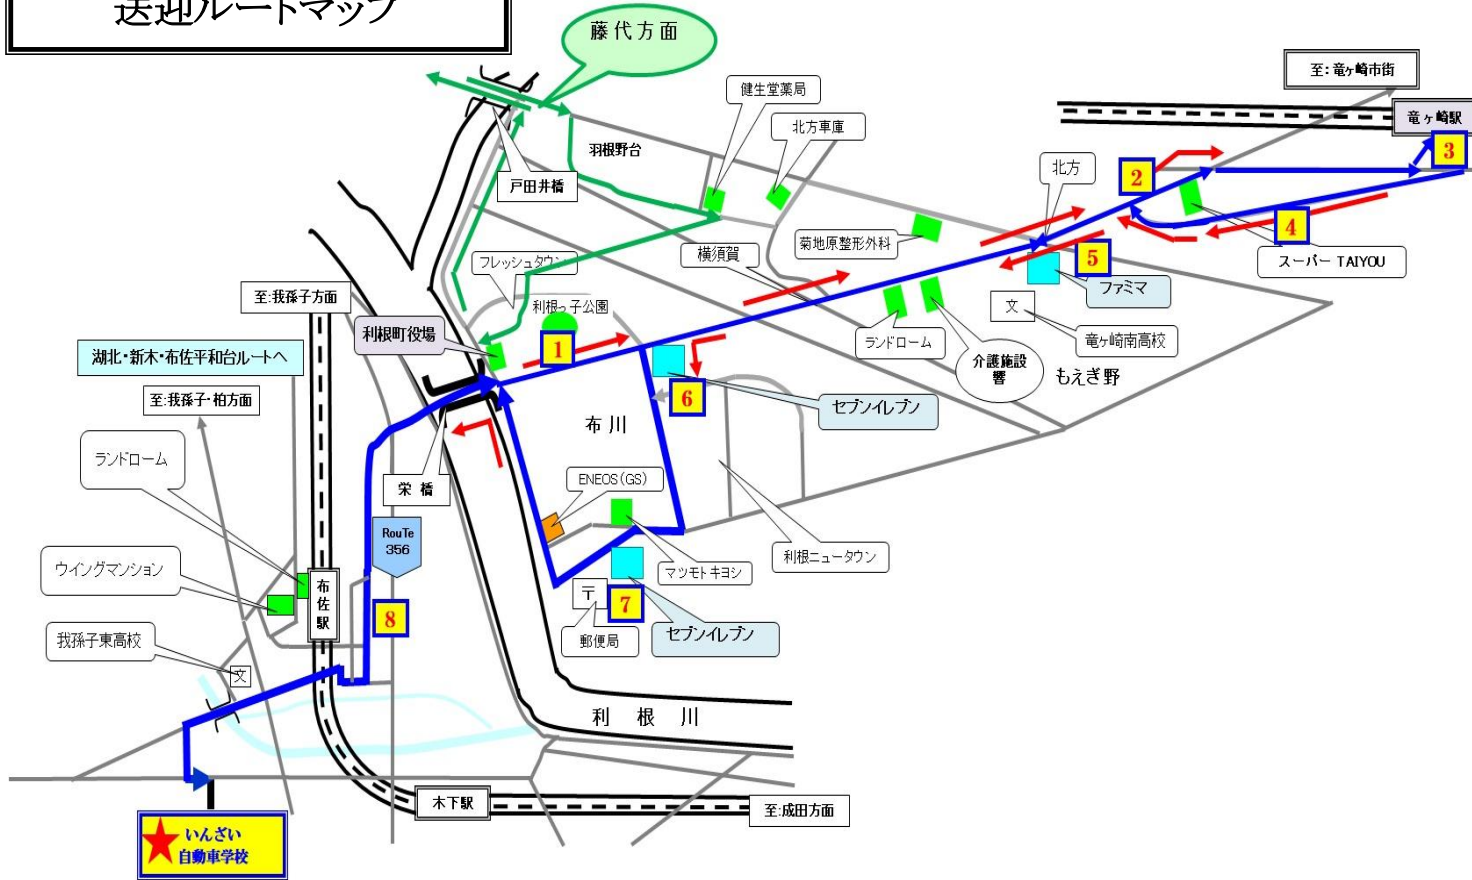 送迎ルートマップ
藤代方面
至:竜ヶ崎市街
健生堂薬局
竜ヶ崎駅
北方車庫
3
羽根野台
北方
2
戸田井橋
4
菊地原整形外科
横須賀
フレッシュタウン
5
スーパー TAIYOU
至:我孫子方面
ファミマ
利根っ子公園
文
利根町役場
竜ヶ崎南高校
ランドローム
1
湖北・新木・布佐平和台ルートへ
介護施設
響
もえぎ野
至:我孫子・柏方面
6
セブンイレブン
布川
ランドローム
ENEOS(GS)
栄 橋
RouTe
356
利根ニュータウン
ウイングマンション
マツモトキヨシ
布
佐
駅
〒
7
8
郵便局
セブンイレブン
我孫子東高校
文
利 根 川
木下駅
至:成田方面
いんざい
自動車学校